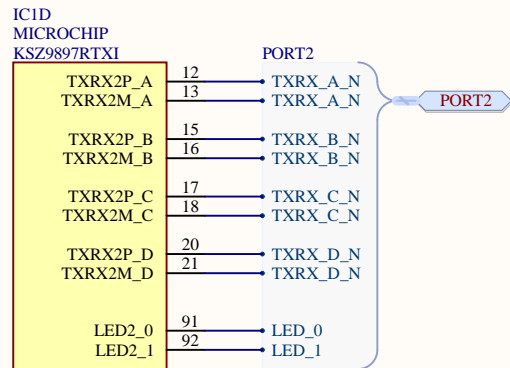 IC1D
MICROCHIP
KSZ9897RTXI PORT2
TXRX2P_A 12 TXRX_A_N
TXRX2M_A 13 TXRX_A_N
PORT2
TXRX2P_B 15 TXRX_B_N
TXRX2M_B 16 TXRX_B_N
TXRX2P_C 17 TXRX_C_N
TXRX2M_C 18 TXRX_C_N
TXRX2P_D 20 TXRX_D_N
TXRX2M_D 21 TXRX_D_N
LED2_0 91 LED_0
LED2_1 92 LED_1